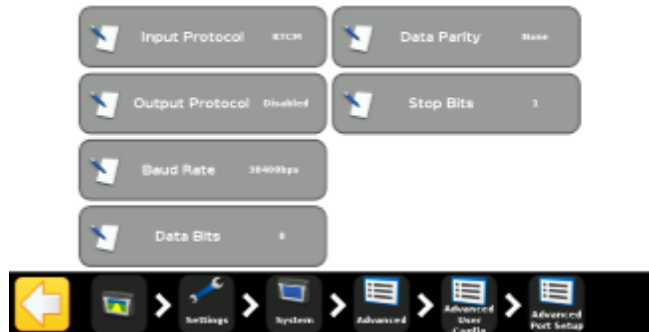 Input Protocol RTCM
Data Parity None
Output Protocol Disabled
Stop Bits 1
Baud Rate 38400bps
Data Bits 8
Settings
System
Advanced
Advanced User Config
Advanced Port Setup